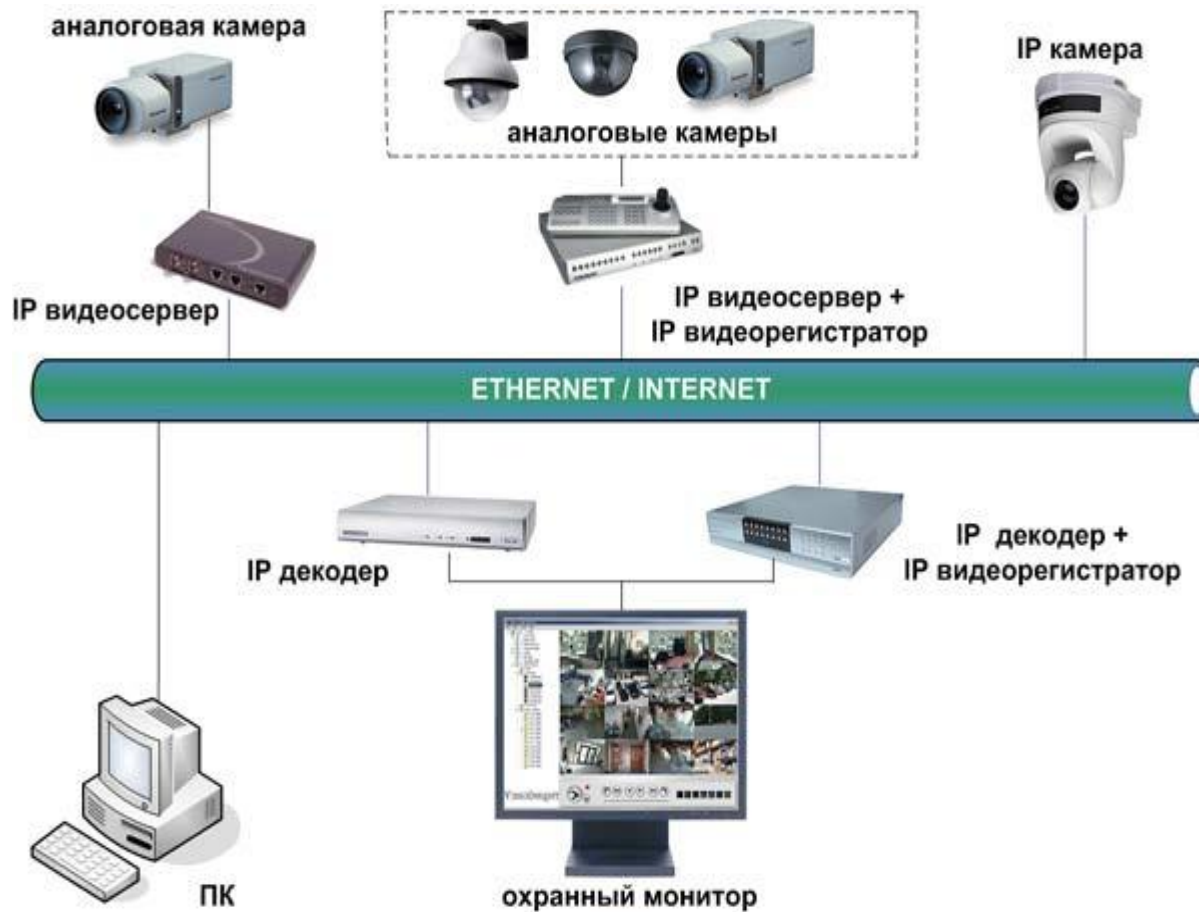 аналоговая камера
аналоговые камеры
IP камера
IP видеосервер
IP видеосервер +
IP видеорегистратор
ETHERNET / INTERNET
IP декодер
IP декодер +
IP видеорегистратор
ПК
охранный монитор